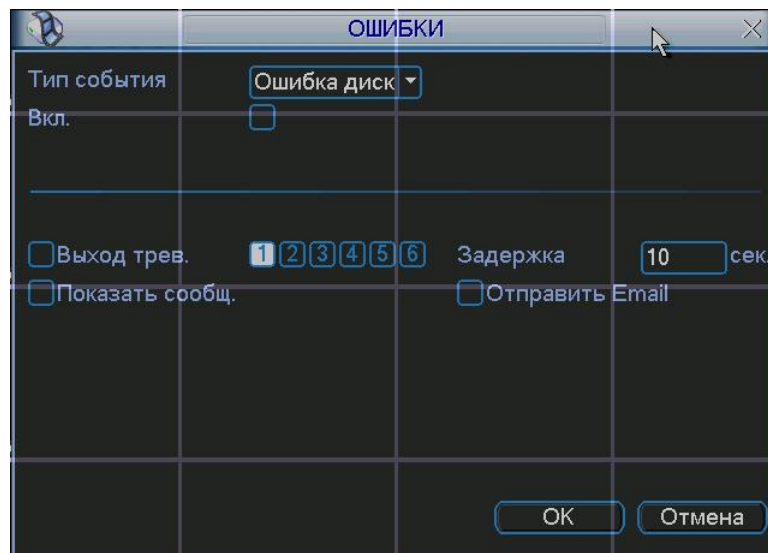 ОШИБКИ
Тип события Ошибка диск
Вкл.
Выход трев. 1 2 3 4 5 6 Задержка 10 сек.
Показать сообщ. Отправить Email
OK Отмена